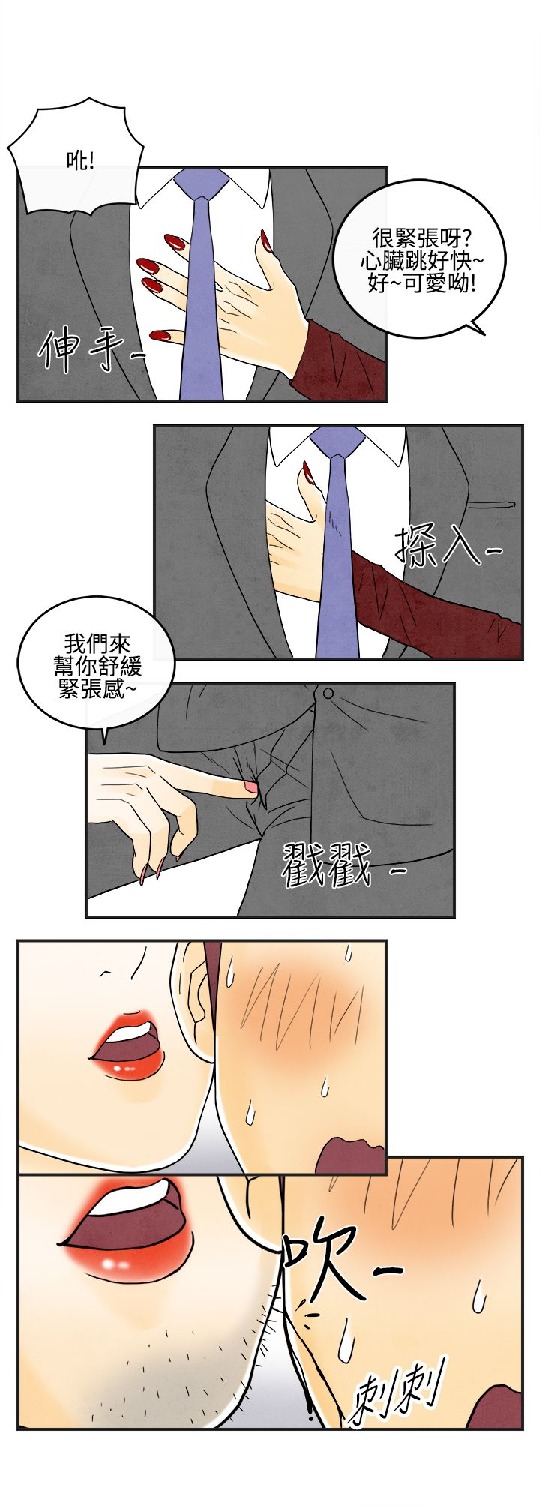 吪!
很緊張呀?
心臟跳好快~
好~可愛呦!
伸手-
探入-
我們來
幫你舒緩
緊張感~
戳戳-
吹-
刺刺